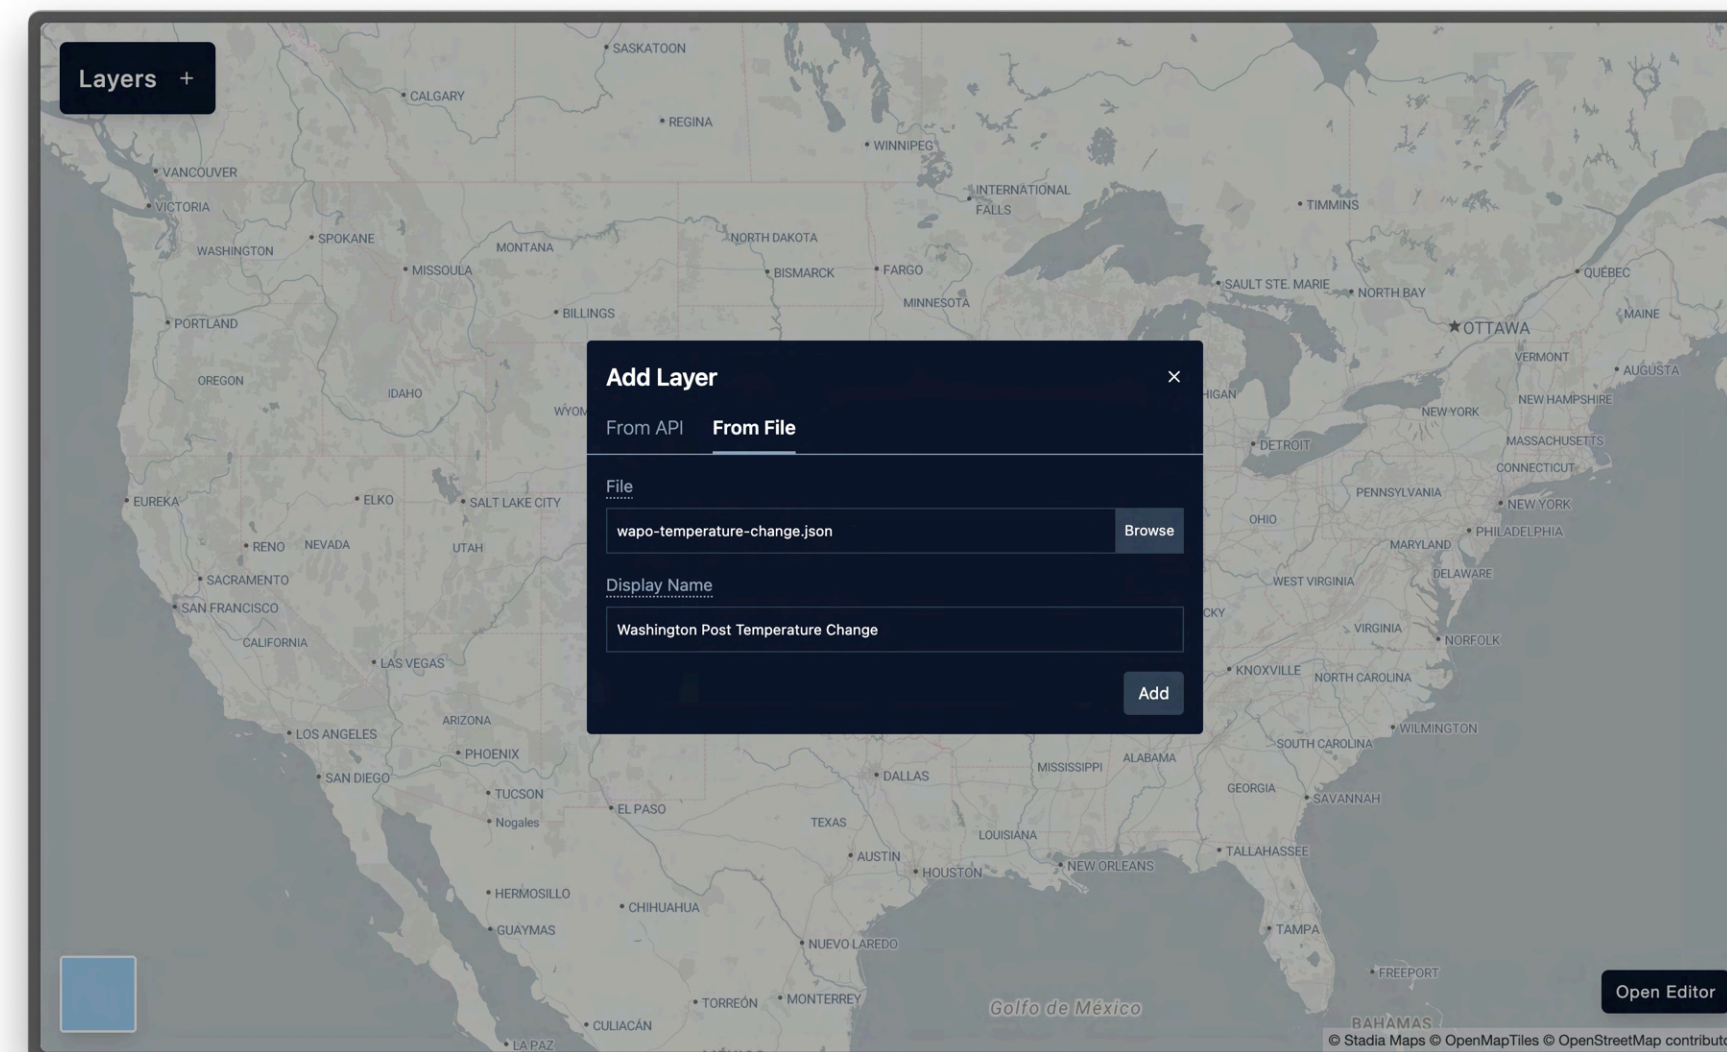 Layers +
SASKATOON
CALGARY
REGINA
WINNIPEG
VANCOUVER
INTERNATIONAL
FALLS
VICTORIA
TIMMINS
SPOKANE
WASHINGTON
MONTANA
NORTH DAKOTA
MISSOULA
BISMARCK
FARGO
QUÉBEC
SAULT STE. MARIE
NORTH BAY
MINNESOTA
BILLINGS
MAINE
PORTLAND
OTTAWA
VERMONT
AUGUSTA
OREGON
IDAHO
WYOM
HIGAN
NEW HAMPSHIRE
NEW YORK
Add Layer
From API
From File
DETROIT
MASSACHUSETTS
CONNECTICUT
File
PENNSYLVANIA
EUREKA
ELKO
SALT LAKE CITY
NEW YORK
wapo-temperature-change.json
Browse
OHIO
PHILADELPHIA
RENO
NEVADA
UTAH
MARYLAND
DELAWARE
SACRAMENTO
WEST VIRGINIA
Display Name
SAN FRANCISCO
CKY
Washington Post Temperature Change
VIRGINIA
NORFOLK
CALIFORNIA
LAS VEGAS
KNOXVILLE
NORTH CAROLINA
Add
ARIZONA
LOS ANGELES
WILMINGTON
PHOENIX
SOUTH CAROLINA
ALABAMA
MISSISSIPPI
SAN DIEGO
DALLAS
GEORGIA
TUCSON
SAVANNAH
EL PASO
Nogales
TEXAS
LOUISIANA
TALLAHASSEE
AUSTIN
HOUSTON
NEW ORLEANS
HERMOSILLO
CHIHUAHUA
GUAYMAS
TAMPA
NUEVO LAREDO
FREEPORT
Open Editor
TORREÓN
MONTERREY
Golfo de México
CULIACÁN
BAHAMAS
© Stadia Maps © OpenMapTiles © OpenStreetMap contributo
LA PAZ